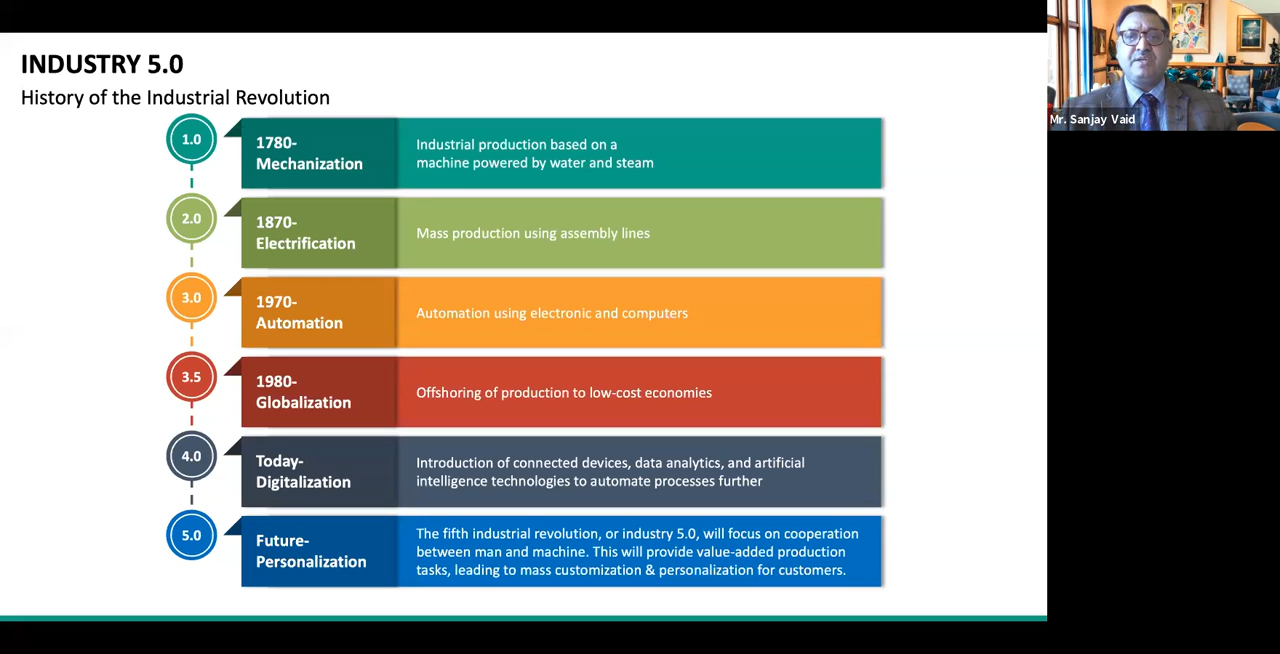 INDUSTRY 5.0
History of the Industrial Revolution
1.0
1780-
Mechanization
Industrial production based on a
machine powered by water and steam
2.0
1870-
Electrification
Mass production using assembly lines
3.0
1970-
Automation
Automation using electronic and computers
3.5
1980-
Globalization
Offshoring of production to low-cost economies
4.0
Today-
Digitalization
Introduction of connected devices, data analytics, and artificial
intelligence technologies to automate processes further
5.0
Future-
Personalization
The fifth industrial revolution, or industry 5.0, will focus on cooperation
between man and machine. This will provide value-added production
tasks, leading to mass customization & personalization for customers.
Mr. Sanjay Vaid